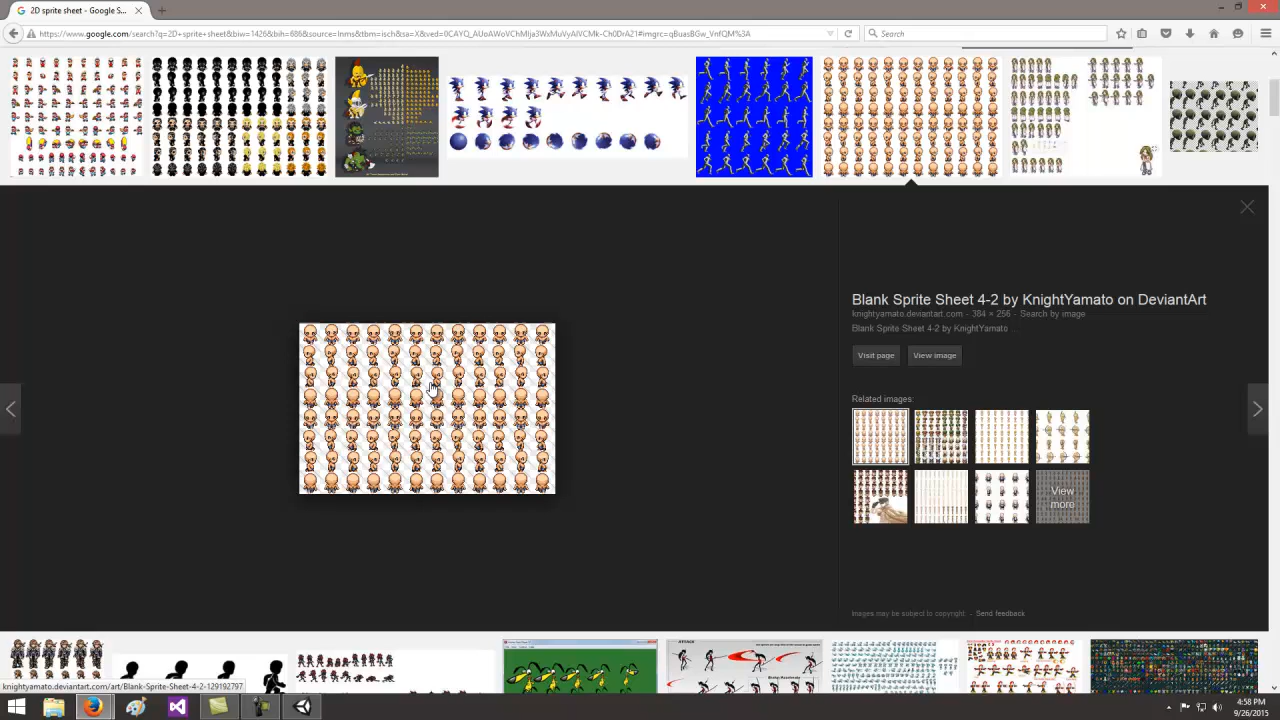 2D sprite sheet - Google S...
https://www.google.com/search?q=2D+sprite+sheet&biw=1426&bih=686&source=lnms&tbm=isch&sa=X&ved=0CAYQ_AUoAWoVChMIja3WxMuVyAIVCMk-Ch0DrA21#imgrc=qBuasBGw_VnfQM%3A
Search
Blank Sprite Sheet 4-2 by KnightYamato on DeviantArt
knightyamato.deviantart.com - 384 × 256 - Search by image
Blank Sprite Sheet 4-2 by KnightYamato ...
Visit page
View image
Related images:
View
more
Images may be subject to copyright. - Send feedback
ATTACK
knightyamato.deviantart.com/art/Blank-Sprite-Sheet-4-2-129192797
4:58 PM
9/26/2015